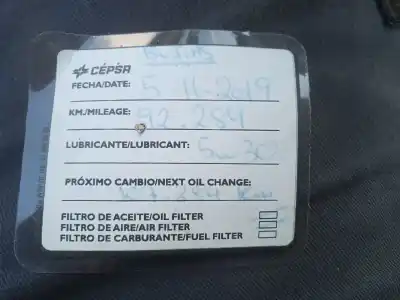 CEPSA
FECHA/DATE: 5-11-2019
KM./MILEAGE: 92.254
LUBRICANTE/LUBRICANT: 5w30
PRÓXIMO CAMBIO/NEXT OIL CHANGE:
FILTRO DE ACEITE/OIL FILTER
FILTRO DE AIRE/AIR FILTER
FILTRO DE CARBURANTE/FUEL FILTER